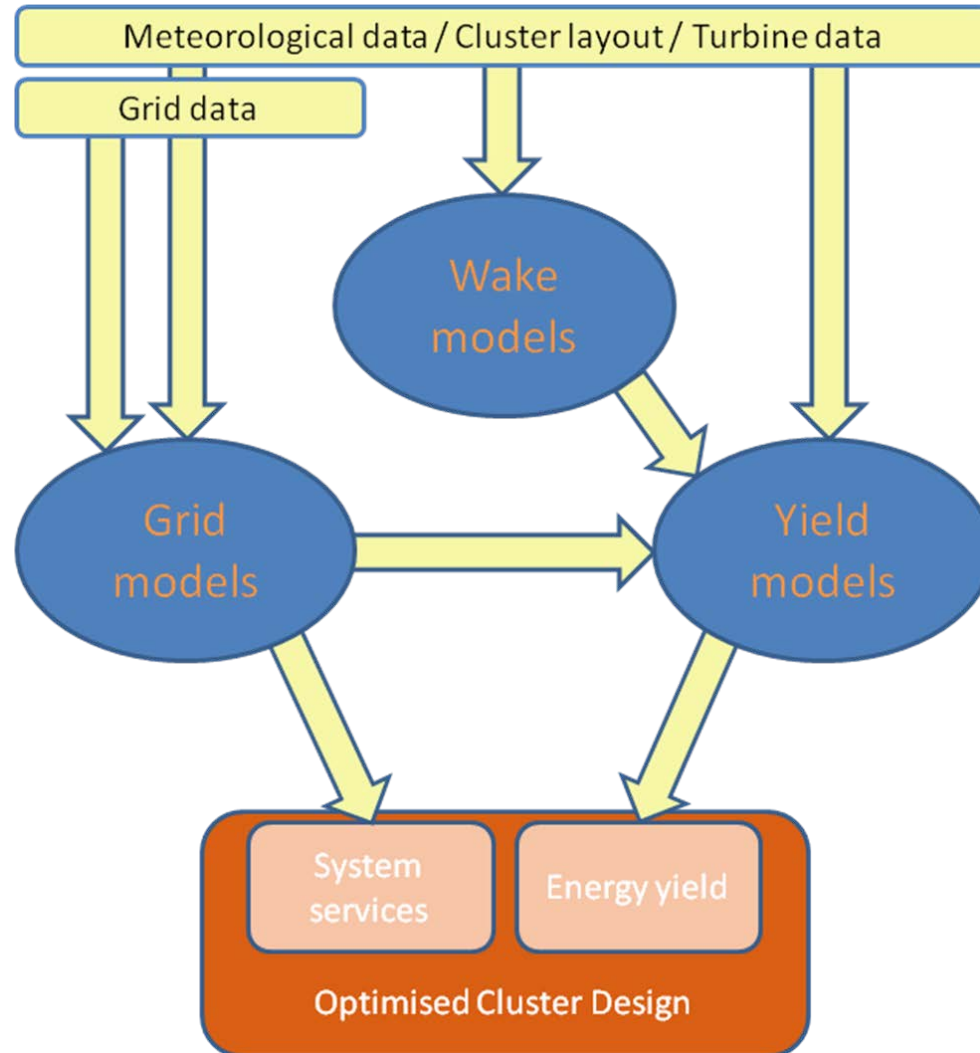 Meteorological data / Cluster layout / Turbine data
Grid data
Wake
models
Grid
models
Yield
models
System
services
Energy yield
Optimised Cluster Design